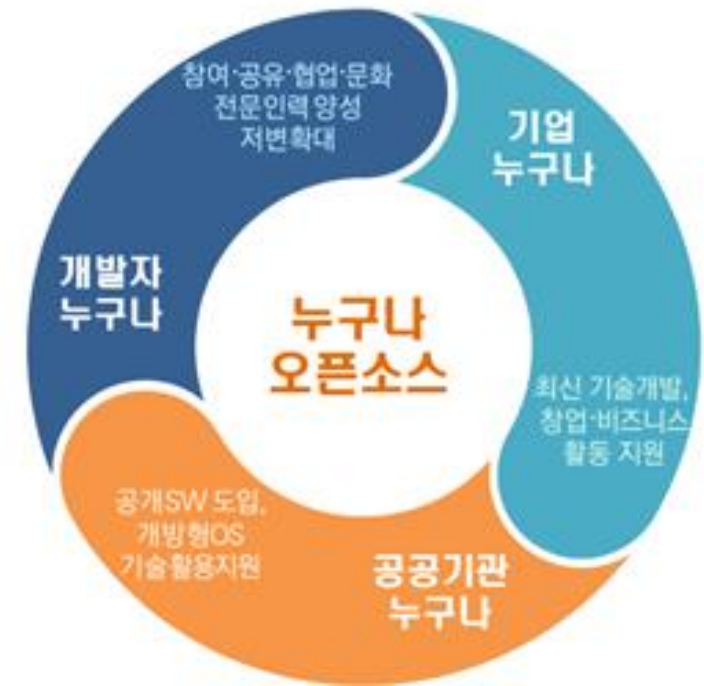 참여·공유·협업·문화
전문인력 양성
저변확대
개발자
누구나
기업
누구나
최신 기술개발,
창업·비즈니스
활동 지원
누구나
오픈소스
공개SW 도입,
개방형OS
기술활용지원
공공기관
누구나